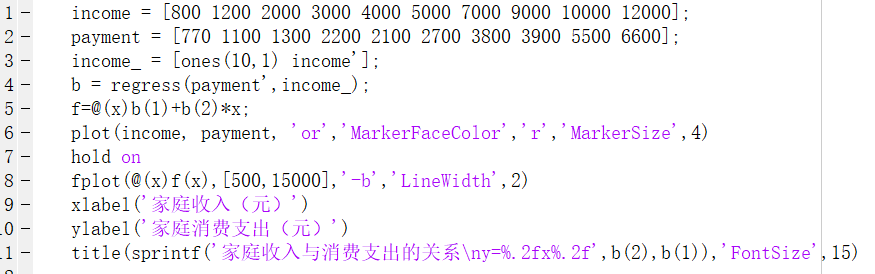 1 - income = [800 1200 2000 3000 4000 5000 7000 9000 10000 12000];
2 - payment = [770 1100 1300 2200 2100 2700 3800 3900 5500 6600];
3 - income_ = [ones(10,1) income'];
4 - b = regress(payment',income_);
5 - f=@(x)b(1)+b(2)*x;
6 - plot(income, payment, 'or','MarkerFaceColor','r','MarkerSize',4)
7 - hold on
8 - fplot(@(x)f(x),[500,15000],'-b','LineWidth',2)
9 - xlabel('家庭收入（元）')
10 - ylabel('家庭消费支出（元）')
11 - title(sprintf('家庭收入与消费支出的关系\ny=%.2fx%.2f',b(2),b(1)),'FontSize',15)